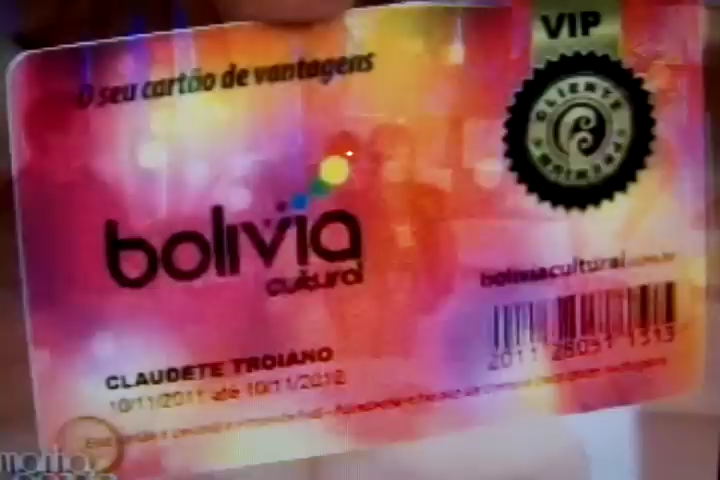 VIP
O seu cartão de vantagens
CLIENTE
PREMIUM
bolivia
cultural
boliviacultural.com.br
2011 28051 1313
CLAUDETE TROIANO
10/11/2011 até 10/11/2012